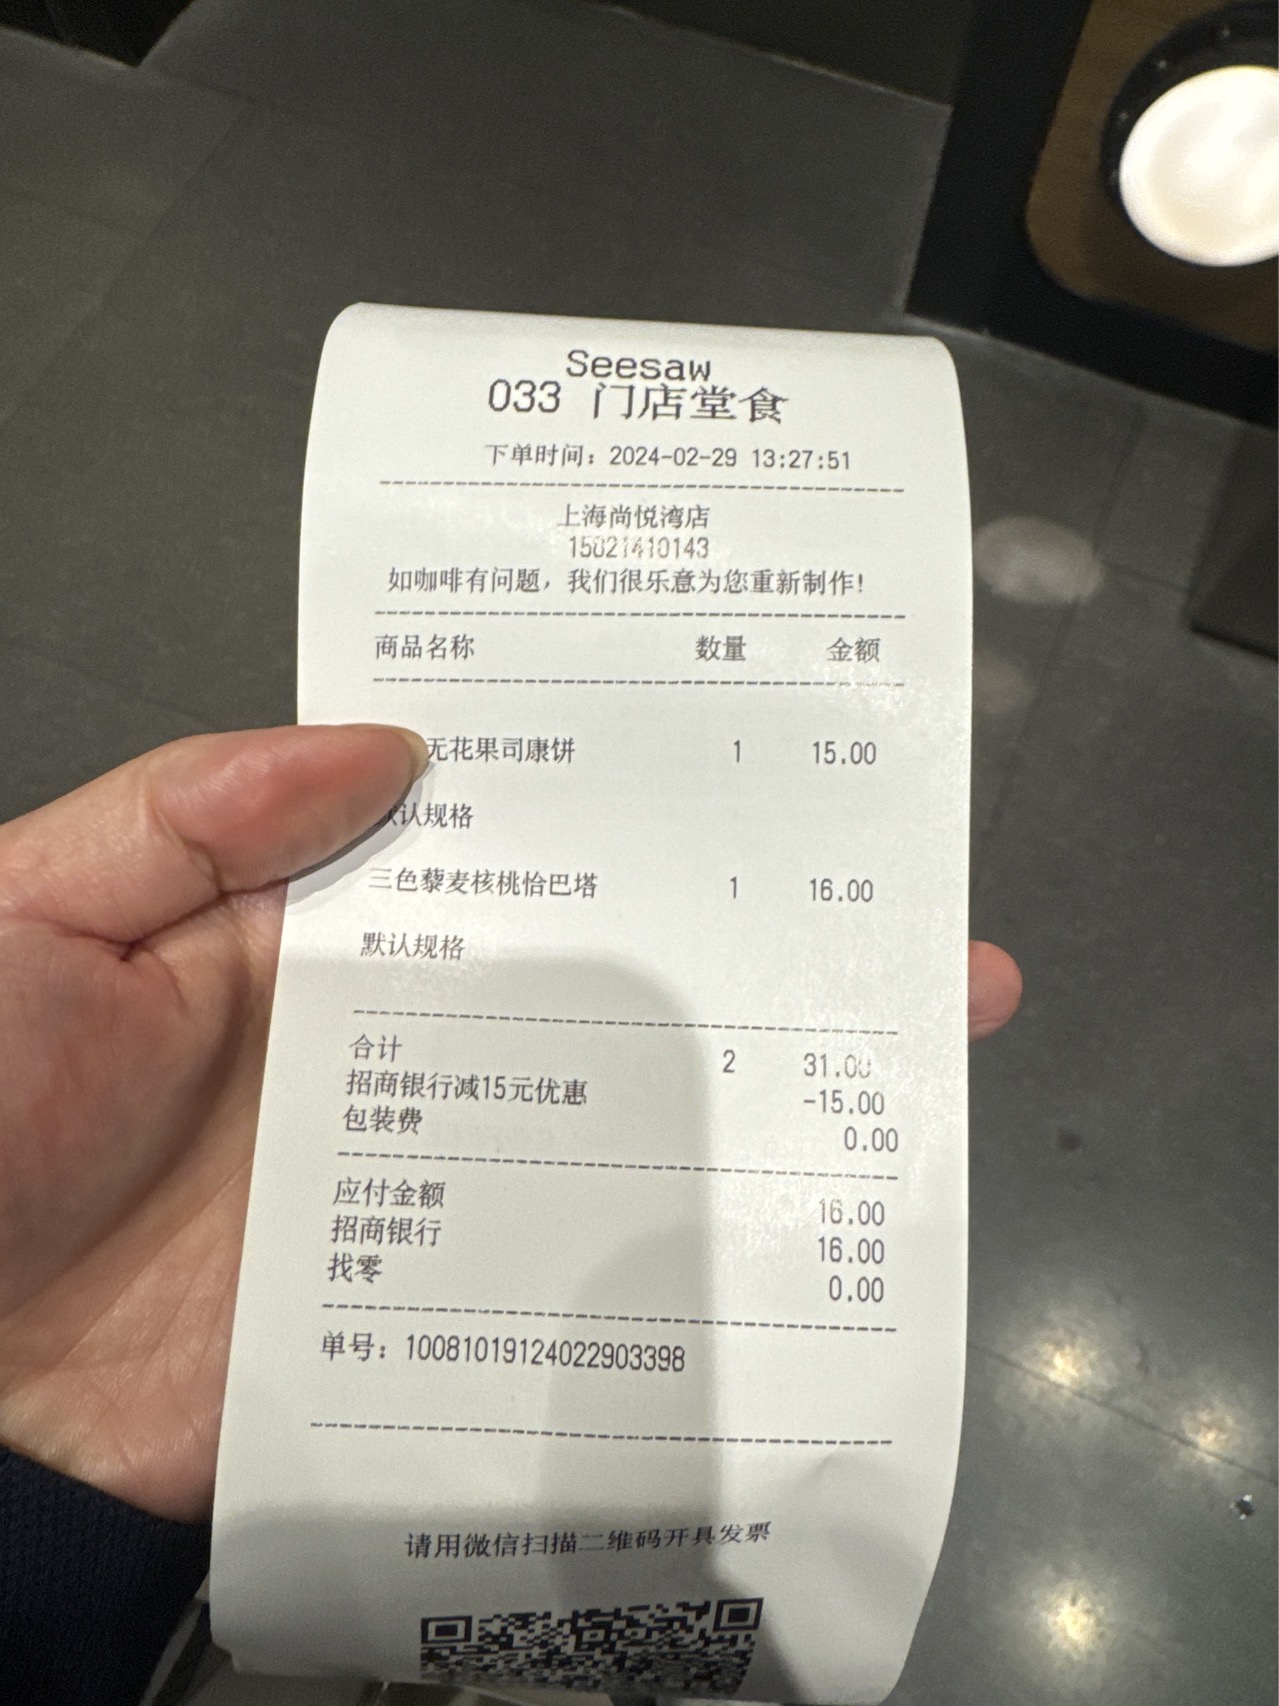 Seesaw
033 门店堂食
下单时间：2024-02-29 13:27:51
上海尚悦湾店
15021410143
如咖啡有问题，我们很乐意为您重新制作！
商品名称 数量 金额
无花果司康饼 1 15.00
默认规格
三色藜麦核桃恰巴塔 1 16.00
默认规格
合计 2 31.00
招商银行减15元优惠 -15.00
包装费 0.00
应付金额 16.00
招商银行 16.00
找零 0.00
单号：10081019124022903398
请用微信扫描二维码开具发票